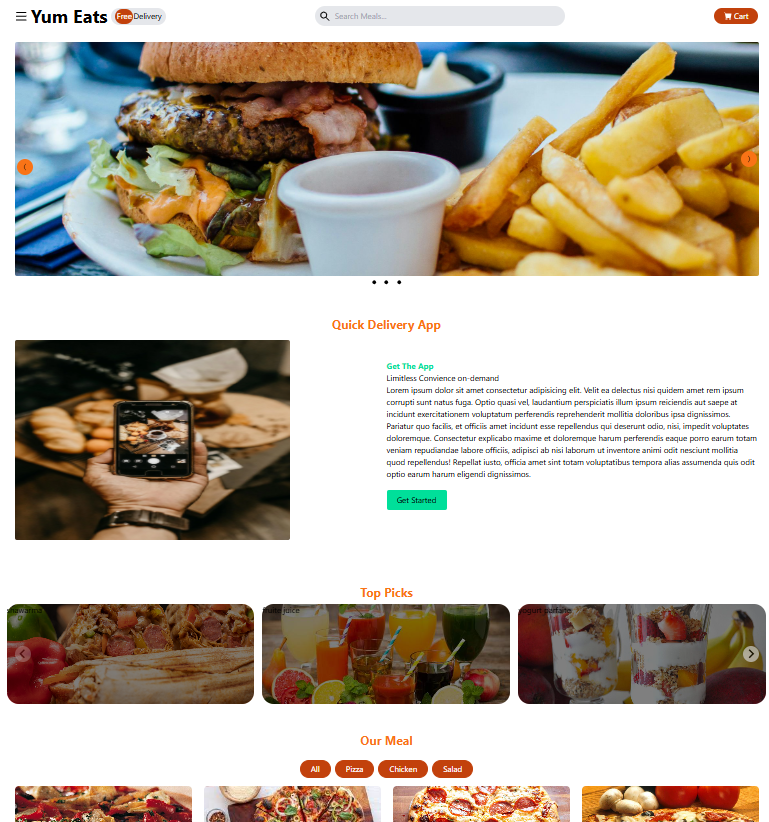 Yum Eats
Free Delivery
Search Meals...
Cart
Quick Delivery App
Get The App
Limitless Convience on-demand
Lorem ipsum dolor sit amet consectetur adipisicing elit. Velit ea delectus nisi quidem amet rem ipsum
corrupti sunt natus fuga. Optio quasi vel, laudantium perspiciatis illum ipsum reiciendis aut saepe at
incidunt exercitationem voluptatum perferendis reprehenderit mollitia doloribus ipsa dignissimos.
Pariatur quo facilis, et officiis amet incidunt esse repellendus qui deserunt odio, nisi, impedit voluptates
doloremque. Consectetur explicabo maxime et doloremque harum perferendis eaque porro earum totam
veniam repudiandae labore officiis, adipisci ab nisi laborum ut inventore animi odit nesciunt mollitia
quod repellendus! Repellat iusto, officia amet sint totam voluptatibus tempora alias assumenda quis odit
optio earum harum eligendi dignissimos.
Get Started
Top Picks
juice
Our Meal
All
Pizza
Chicken
Salad